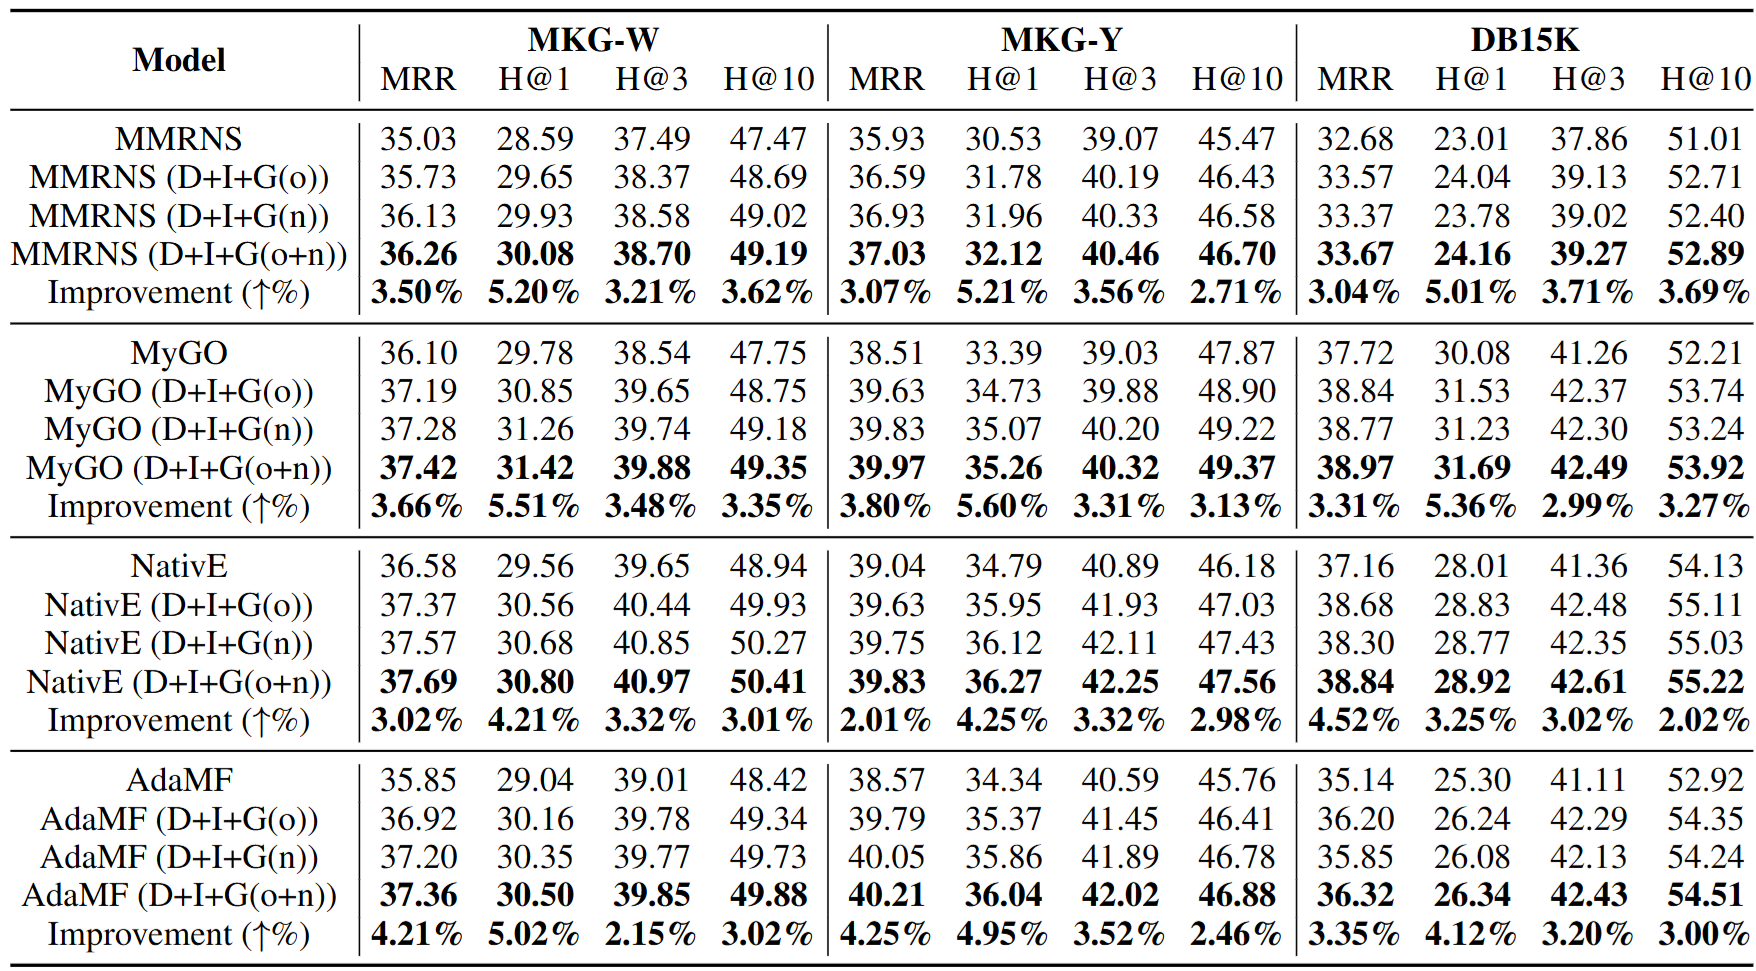 Model MKG-W MKG-Y DB15K
MRR H@1 H@3 H@10 MRR H@1 H@3 H@10 MRR H@1 H@3 H@10
MMRNS 35.03 28.59 37.49 47.47 35.93 30.53 39.07 45.47 32.68 23.01 37.86 51.01
MMRNS (D+I+G(o)) 35.73 29.65 38.37 48.69 36.59 31.78 40.19 46.43 33.57 24.04 39.13 52.71
MMRNS (D+I+G(n)) 36.13 29.93 38.58 49.02 36.93 31.96 40.33 46.58 33.37 23.78 39.02 52.40
MMRNS (D+I+G(o+n)) 36.26 30.08 38.70 49.19 37.03 32.12 40.46 46.70 33.67 24.16 39.27 52.89
Improvement (↑%) 3.50% 5.20% 3.21% 3.62% 3.07% 5.21% 3.56% 2.71% 3.04% 5.01% 3.71% 3.69%
MyGO 36.10 29.78 38.54 47.75 38.51 33.39 39.03 47.87 37.72 30.08 41.26 52.21
MyGO (D+I+G(o)) 37.19 30.85 39.65 48.75 39.63 34.73 39.88 48.90 38.84 31.53 42.37 53.74
MyGO (D+I+G(n)) 37.28 31.26 39.74 49.18 39.83 35.07 40.20 49.22 38.77 31.23 42.30 53.24
MyGO (D+I+G(o+n)) 37.42 31.42 39.88 49.35 39.97 35.26 40.32 49.37 38.97 31.69 42.49 53.92
Improvement (↑%) 3.66% 5.51% 3.48% 3.35% 3.80% 5.60% 3.31% 3.13% 3.31% 5.36% 2.99% 3.27%
NativE 36.58 29.56 39.65 48.94 39.04 34.79 40.89 46.18 37.16 28.01 41.36 54.13
NativE (D+I+G(o)) 37.37 30.56 40.44 49.93 39.63 35.95 41.93 47.03 38.68 28.83 42.48 55.11
NativE (D+I+G(n)) 37.57 30.68 40.85 50.27 39.75 36.12 42.11 47.43 38.30 28.77 42.35 55.03
NativE (D+I+G(o+n)) 37.69 30.80 40.97 50.41 39.83 36.27 42.25 47.56 38.84 28.92 42.61 55.22
Improvement (↑%) 3.02% 4.21% 3.32% 3.01% 2.01% 4.25% 3.32% 2.98% 4.52% 3.25% 3.02% 2.02%
AdaMF 35.85 29.04 39.01 48.42 38.57 34.34 40.59 45.76 35.14 25.30 41.11 52.92
AdaMF (D+I+G(o)) 36.92 30.16 39.78 49.34 39.79 35.37 41.45 46.41 36.20 26.24 42.29 54.35
AdaMF (D+I+G(n)) 37.20 30.35 39.77 49.73 40.05 35.86 41.89 46.78 35.85 26.08 42.13 54.24
AdaMF (D+I+G(o+n)) 37.36 30.50 39.85 49.88 40.21 36.04 42.02 46.88 36.32 26.34 42.43 54.51
Improvement (↑%) 4.21% 5.02% 2.15% 3.02% 4.25% 4.95% 3.52% 2.46% 3.35% 4.12% 3.20% 3.00%